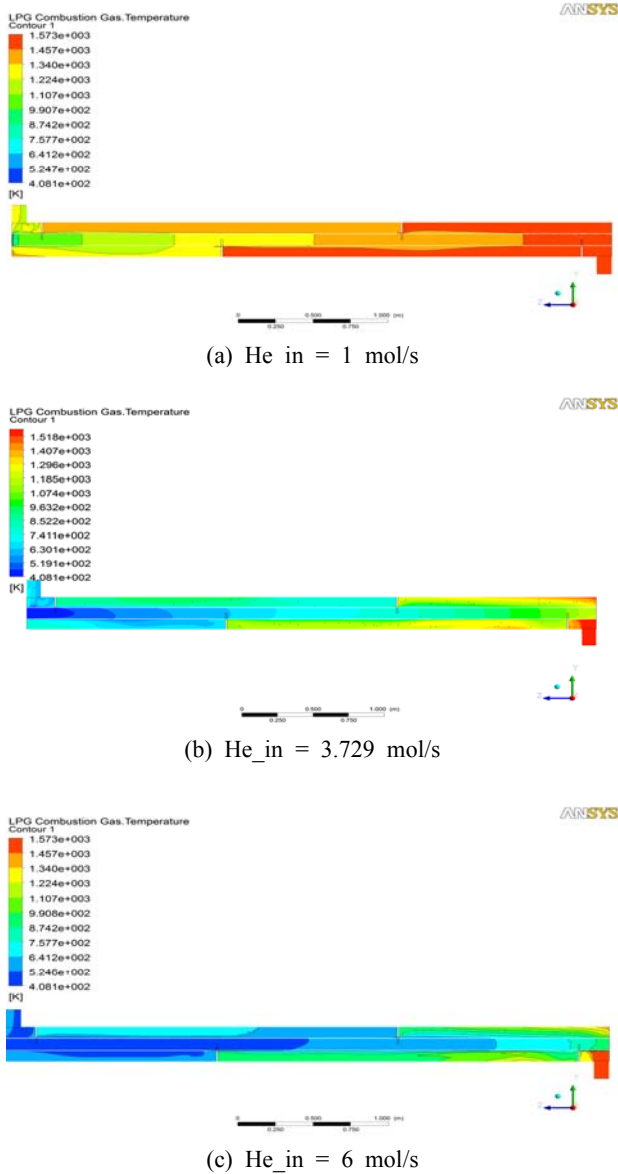 LPG Combustion Gas.Temperature
Contour 1
ANSYS
1.573e+003
1.457e+003
1.340e+003
1.224e+003
1.107e+003
9.907e+002
8.742e+002
7.577e+002
6.412e+002
5.247e+002
4.081e+002
[K]
Y
Z
0 0.500 1.000 (m)
0.250 0.750
(a) He in = 1 mol/s
LPG Combustion Gas.Temperature
Contour 1
ANSYS
1.518e+003
1.407e+003
1.296e+003
1.185e+003
1.074e+003
9.632e+002
8.522e+002
7.411e+002
6.301e+002
5.191e+002
4.081e+002
[K]
Y
Z
0 0.500 1.000 (m)
0.250 0.750
(b) He_in = 3.729 mol/s
LPG Combustion Gas.Temperature
Contour 1
ANSYS
1.573e+003
1.457e+003
1.340e+003
1.224e+003
1.107e+003
9.908e+002
8.742e+002
7.577e+002
6.412e+002
5.246e+002
4.081e+002
[K]
Y
Z
0 0.500 1.000 (m)
0.250 0.750
(c) He_in = 6 mol/s